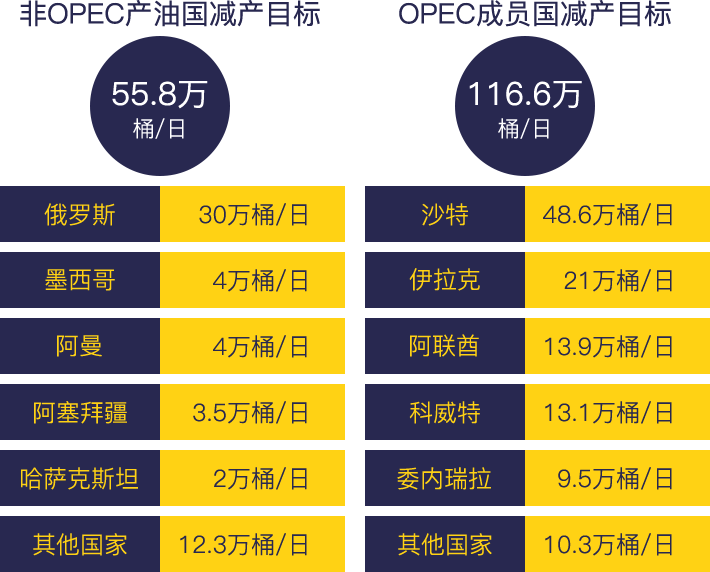 非OPEC产油国减产目标
55.8万
桶/日
俄罗斯 30万桶/日
墨西哥 4万桶/日
阿曼 4万桶/日
阿塞拜疆 3.5万桶/日
哈萨克斯坦 2万桶/日
其他国家 12.3万桶/日
OPEC成员国减产目标
116.6万
桶/日
沙特 48.6万桶/日
伊拉克 21万桶/日
阿联酋 13.9万桶/日
科威特 13.1万桶/日
委内瑞拉 9.5万桶/日
其他国家 10.3万桶/日